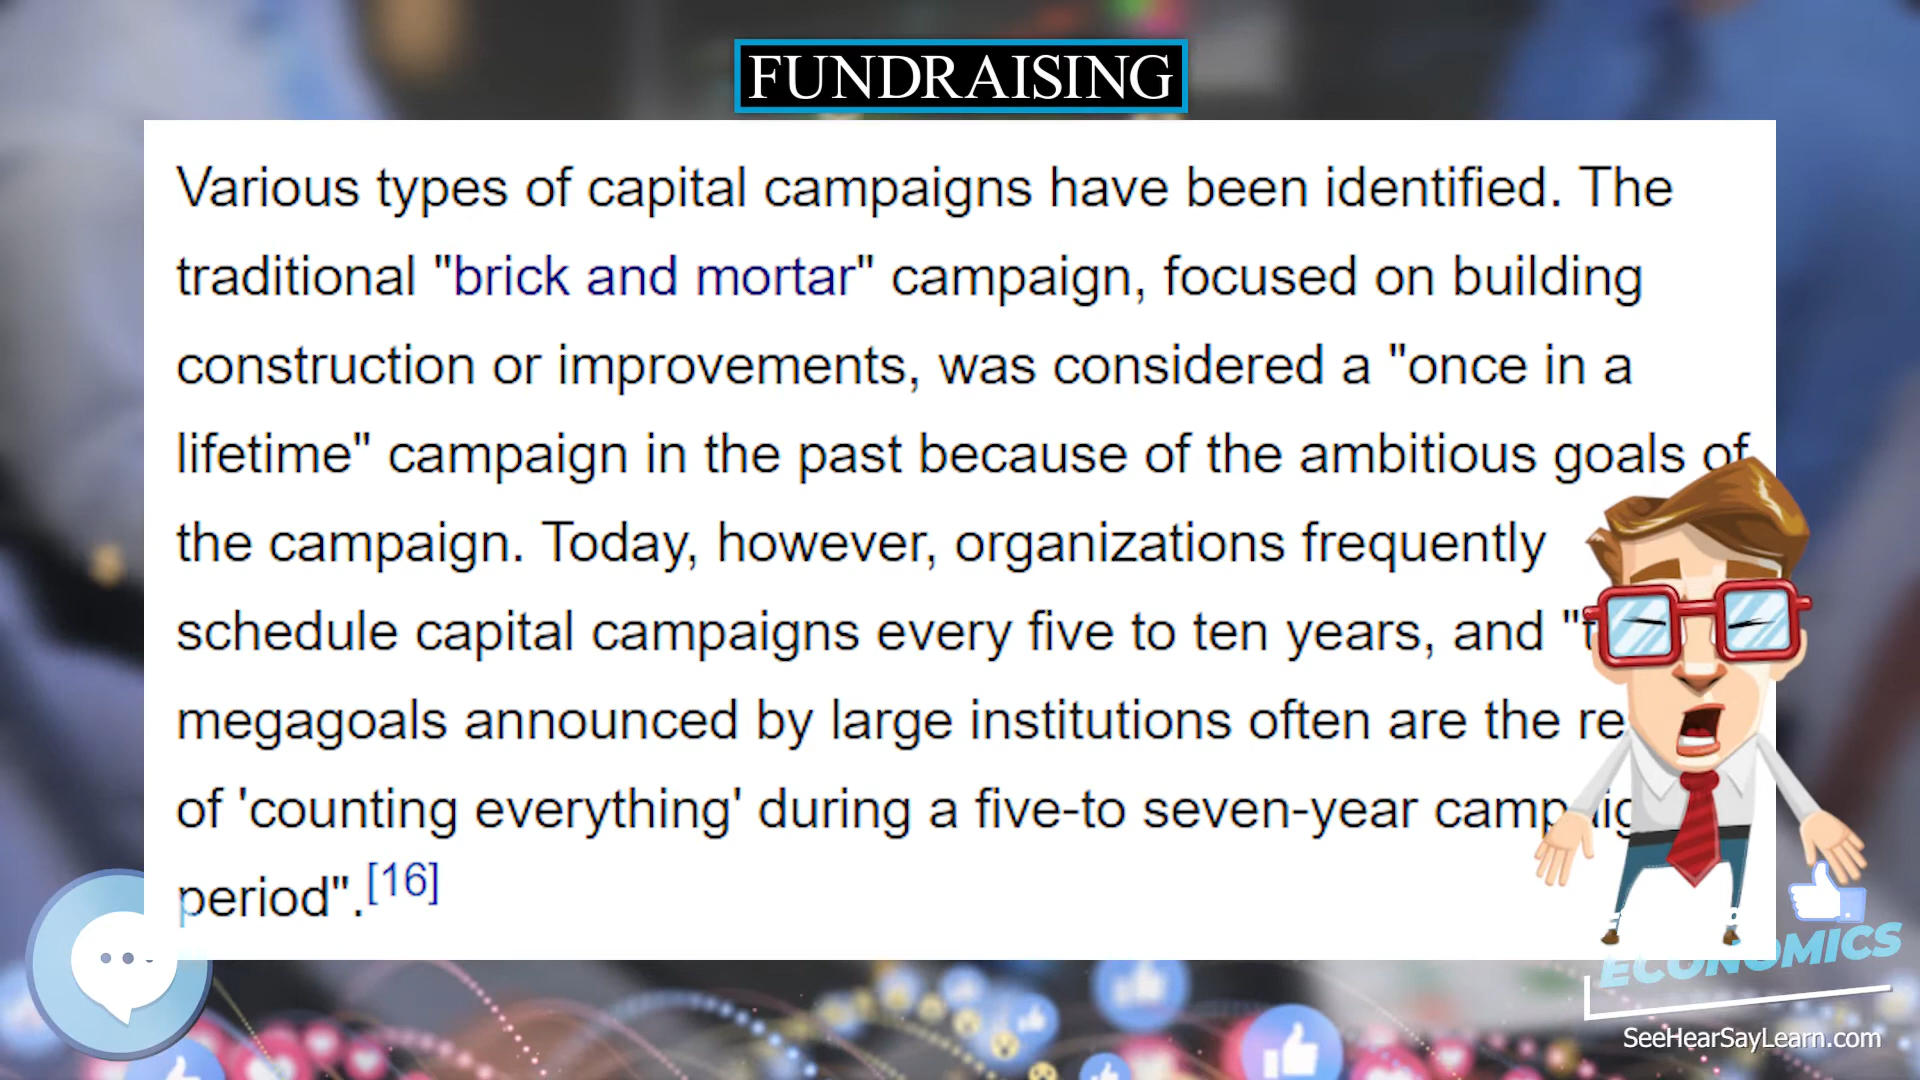 FUNDRAISING
Various types of capital campaigns have been identified. The
traditional "brick and mortar" campaign, focused on building
construction or improvements, was considered a "once in a
lifetime" campaign in the past because of the ambitious goals of
the campaign. Today, however, organizations frequently
schedule capital campaigns every five to ten years, and
megagoals announced by large institutions often are the
of 'counting everything' during a five-to seven-year
period".[16]
ECONOMICS
SeeHearSayLearn.com